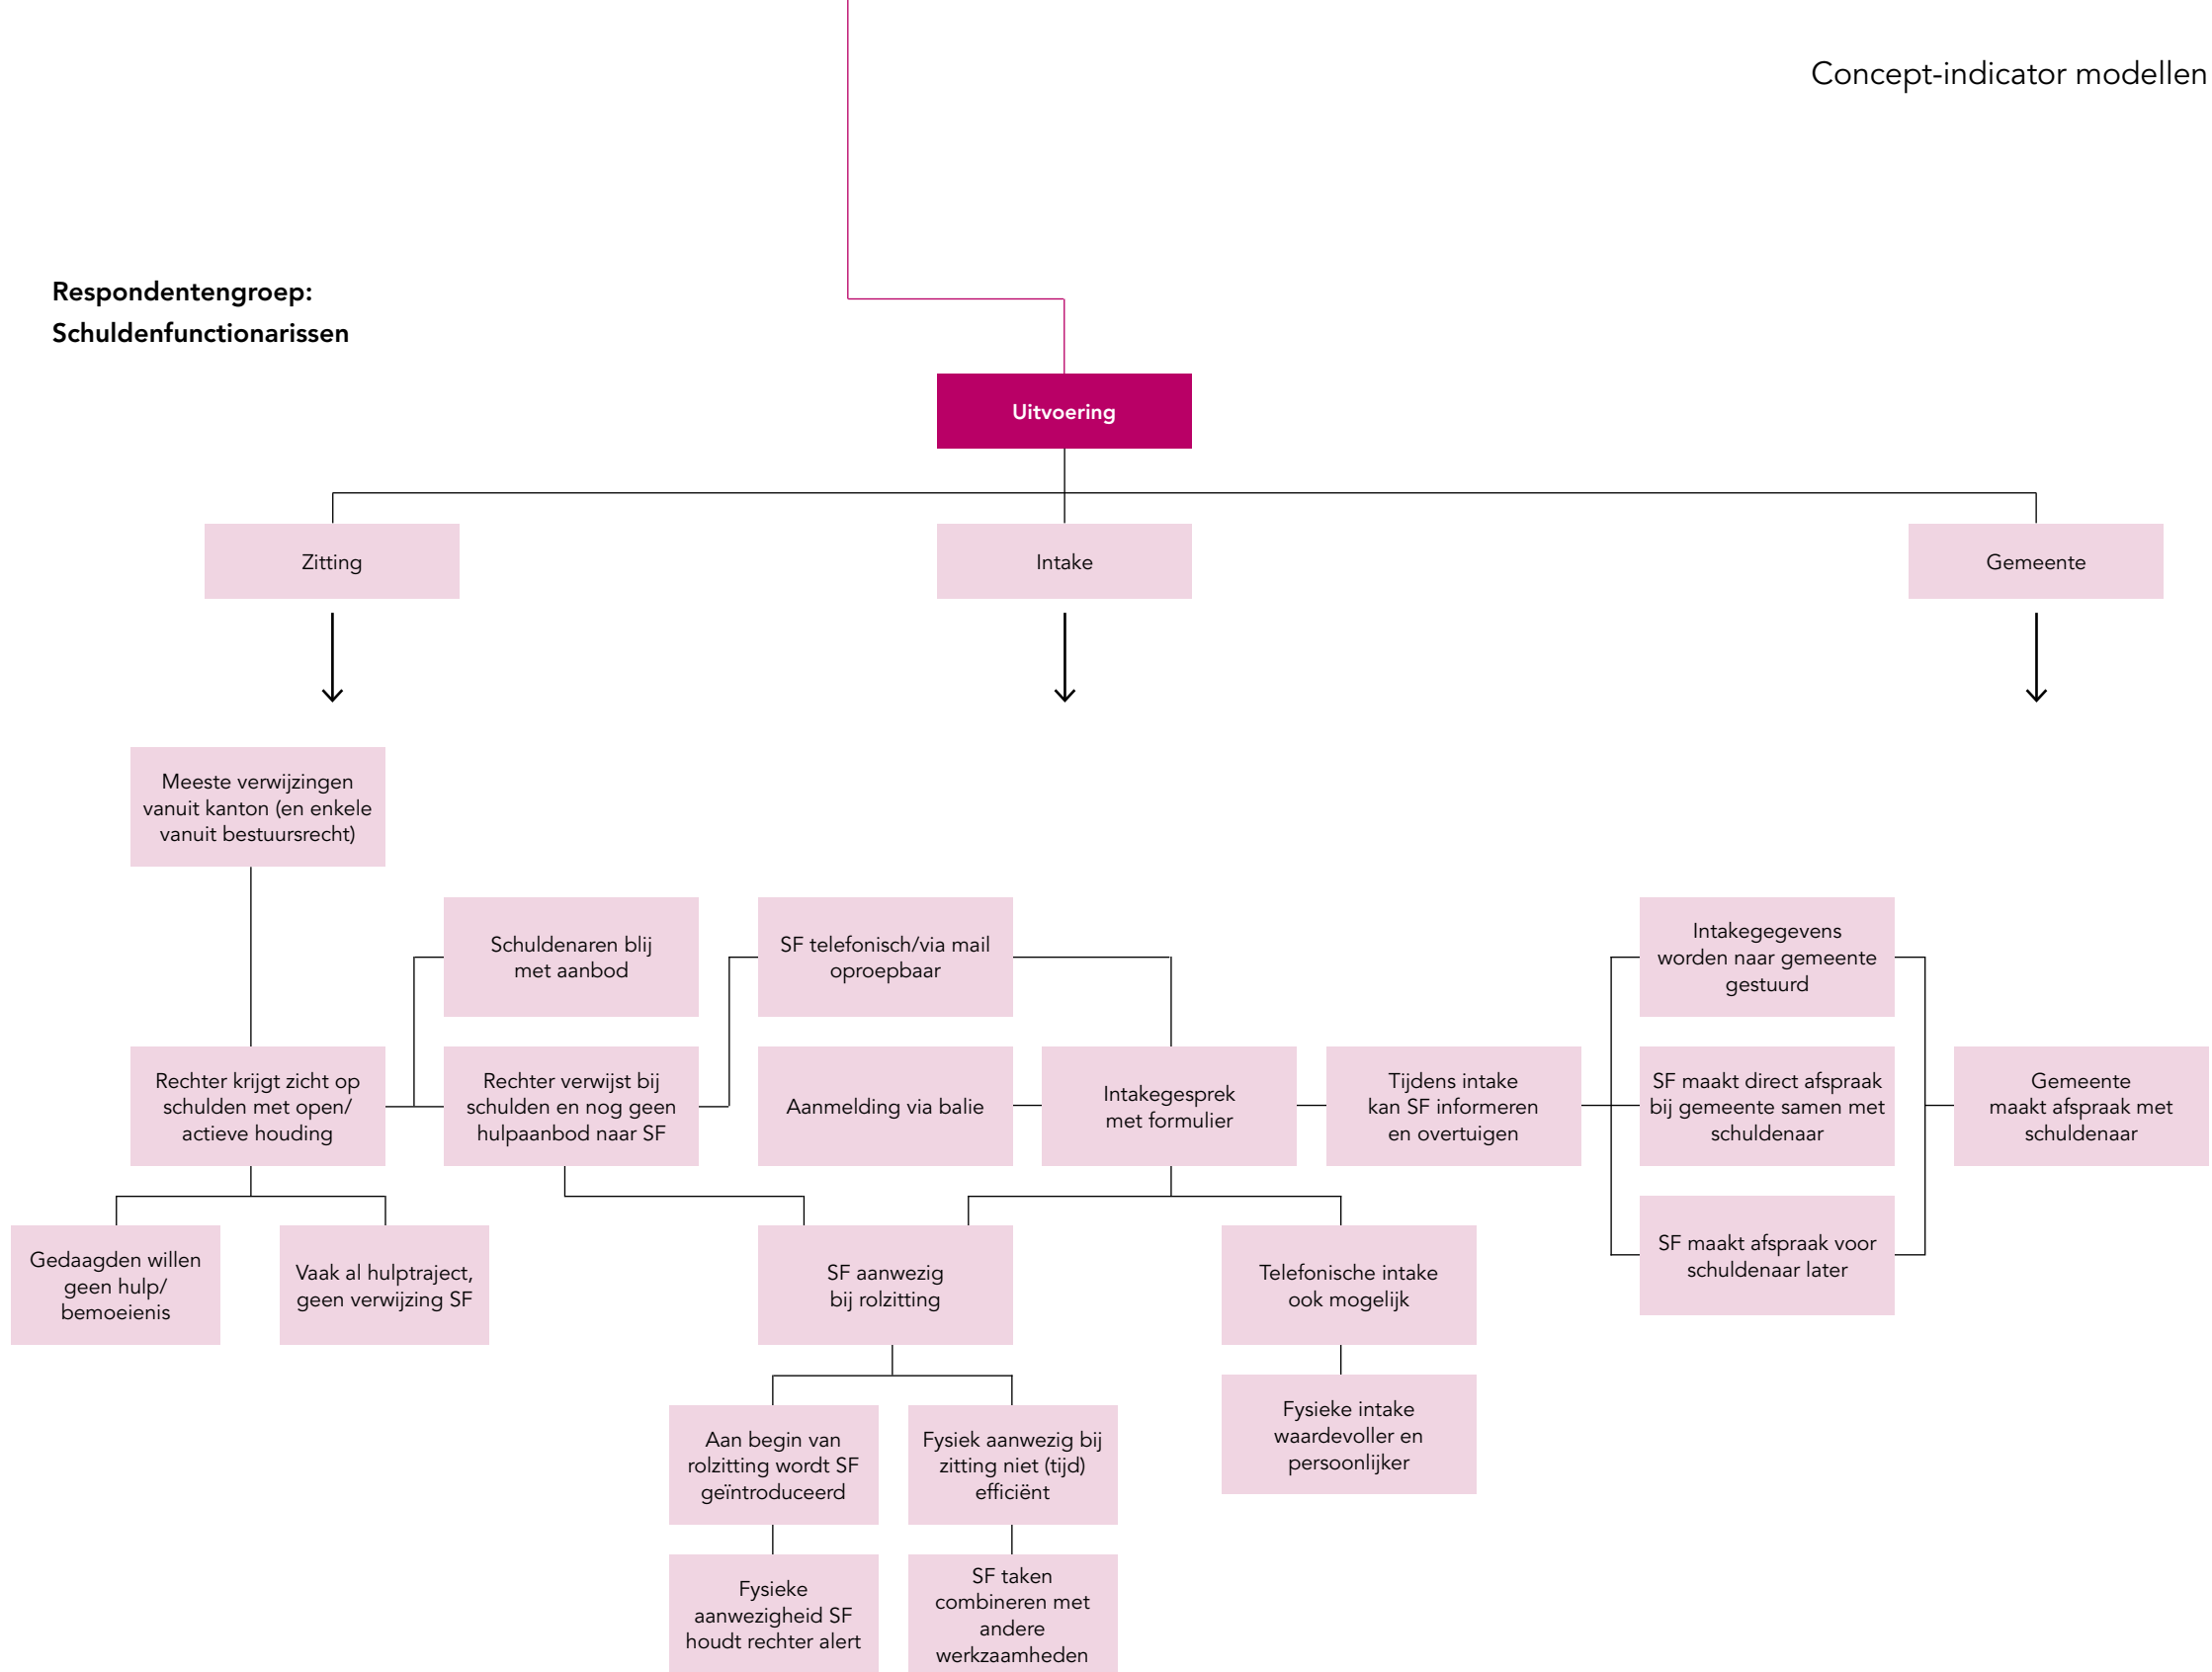 Concept-indicator modellen
Respondentengroep:
Schuldenfunctionarissen
Uitvoering
Zitting
Intake
Gemeente
Meeste verwijzingen
vanuit kanton (en enkele
vanuit bestuursrecht)
Schuldenaren blij
met aanbod
SF telefonisch/via mail
oproepbaar
Intakegegevens
worden naar gemeente
gestuurd
Rechter krijgt zicht op
schulden met open/
actieve houding
Rechter verwijst bij
schulden en nog geen
hulpaanbod naar SF
Aanmelding via balie
Intakegesprek
met formulier
Tijdens intake
kan SF informeren
en overtuigen
SF maakt direct afspraak
bij gemeente samen met
schuldenaar
Gemeente
maakt afspraak met
schuldenaar
Gedaagden willen
geen hulp/
bemoeienis
Vaak al hulptraject,
geen verwijzing SF
SF aanwezig
bij rolzitting
Telefonische intake
ook mogelijk
SF maakt afspraak voor
schuldenaar later
Aan begin van
rolzitting wordt SF
geïntroduceerd
Fysiek aanwezig bij
zitting niet (tijd)
efficiënt
Fysieke intake
waardevoller en
persoonlijker
Fysieke
aanwezigheid SF
houdt rechter alert
SF taken
combineren met
andere
werkzaamheden